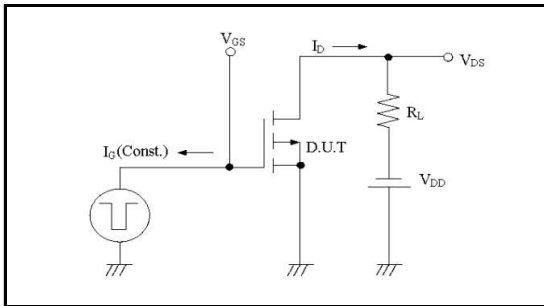 V_GS
I_D
V_DS
R_L
I_G(Const.)
D.U.T
V_DD